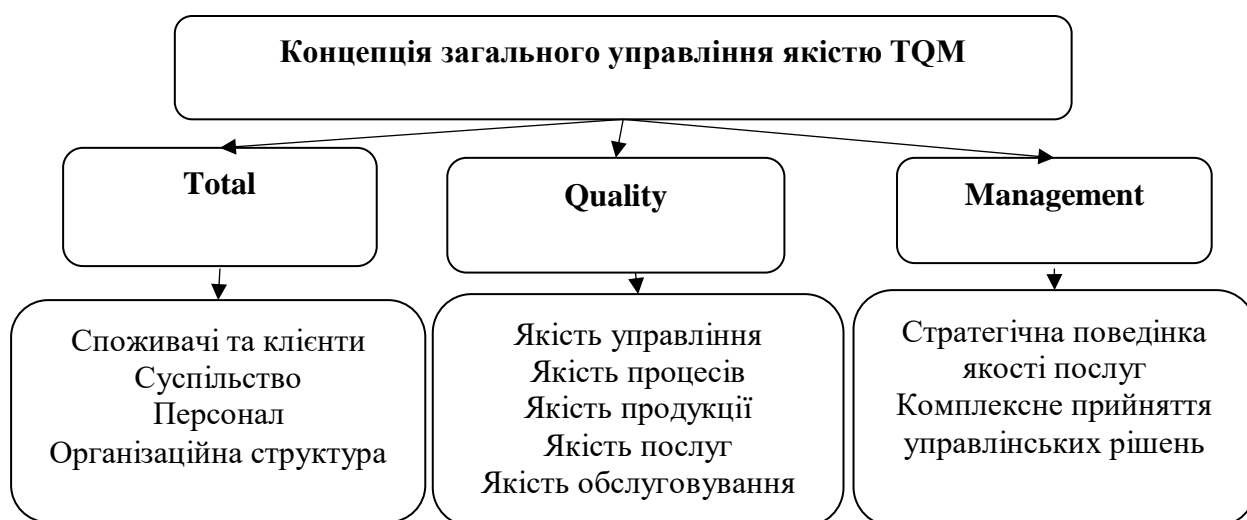 Концепція загального управління якістю TQM
Total
Quality
Management
Споживачі та клієнти
Суспільство
Персонал
Організаційна структура
Якість управління
Якість процесів
Якість продукції
Якість послуг
Якість обслуговування
Стратегічна поведінка
якості послуг
Комплексне прийняття
управлінських рішень